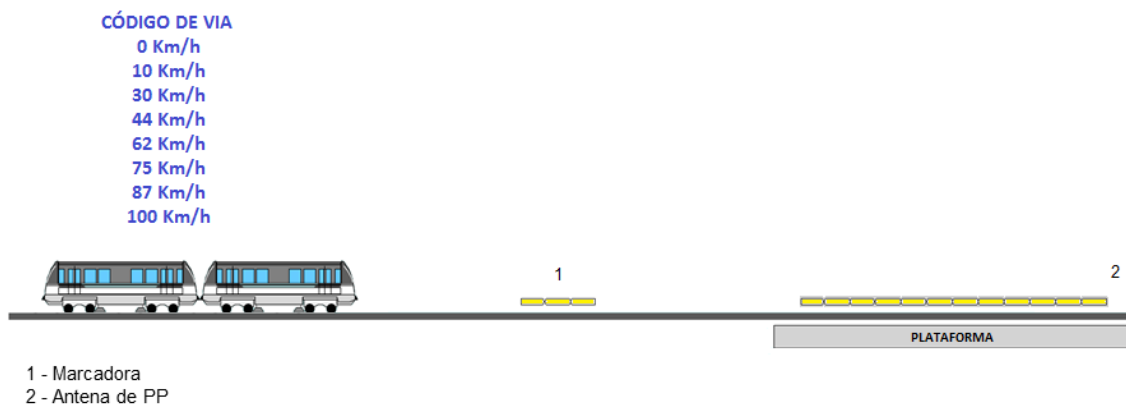 CÓDIGO DE VIA
0 Km/h
10 Km/h
30 Km/h
44 Km/h
62 Km/h
75 Km/h
87 Km/h
100 Km/h
1
2
PLATAFORMA
1 - Marcadora
2 - Antena de PP